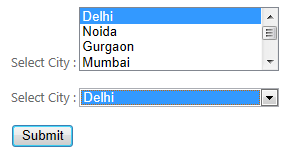 Delhi
Noida
Gurgaon
Select City : Mumbai
Select City : Delhi
Submit